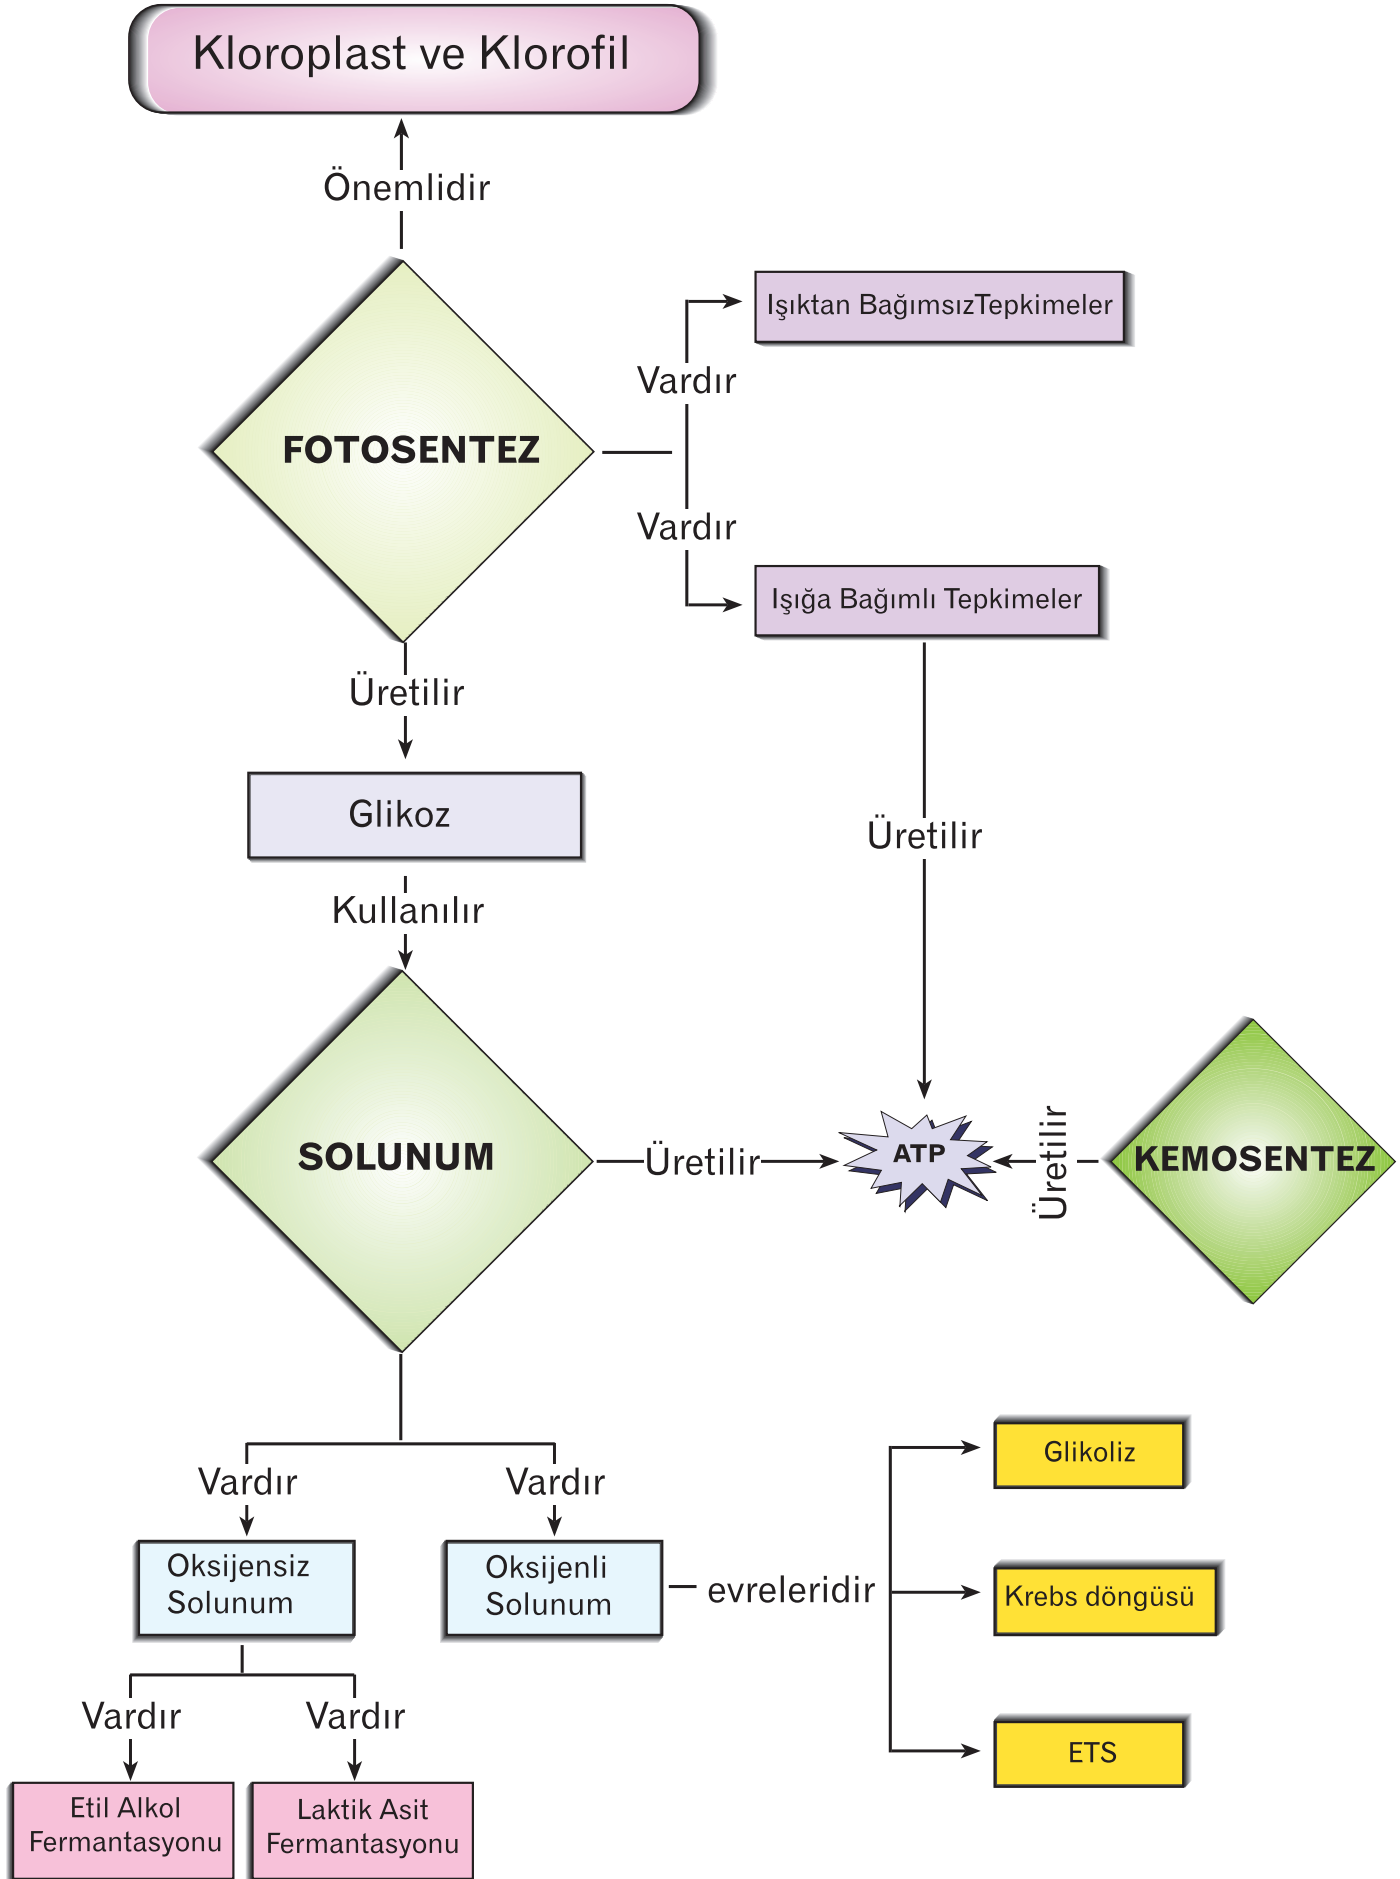 Kloroplast ve Klorofil
Önemlidir
FOTOSENTEZ
Vardır
Işıktan BağımsızTepkimeler
Vardır
Işığa Bağımlı Tepkimeler
Üretilir
Glikoz
Kullanılır
Üretilir
SOLUNUM
Üretilir
ATP
Üretilir
KEMOSENTEZ
Vardır
Vardır
Oksijensiz
Solunum
Oksijenli
Solunum
evreleridir
Glikoliz
Krebs döngüsü
ETS
Vardır
Vardır
Etil Alkol
Fermantasyonu
Laktik Asit
Fermantasyonu